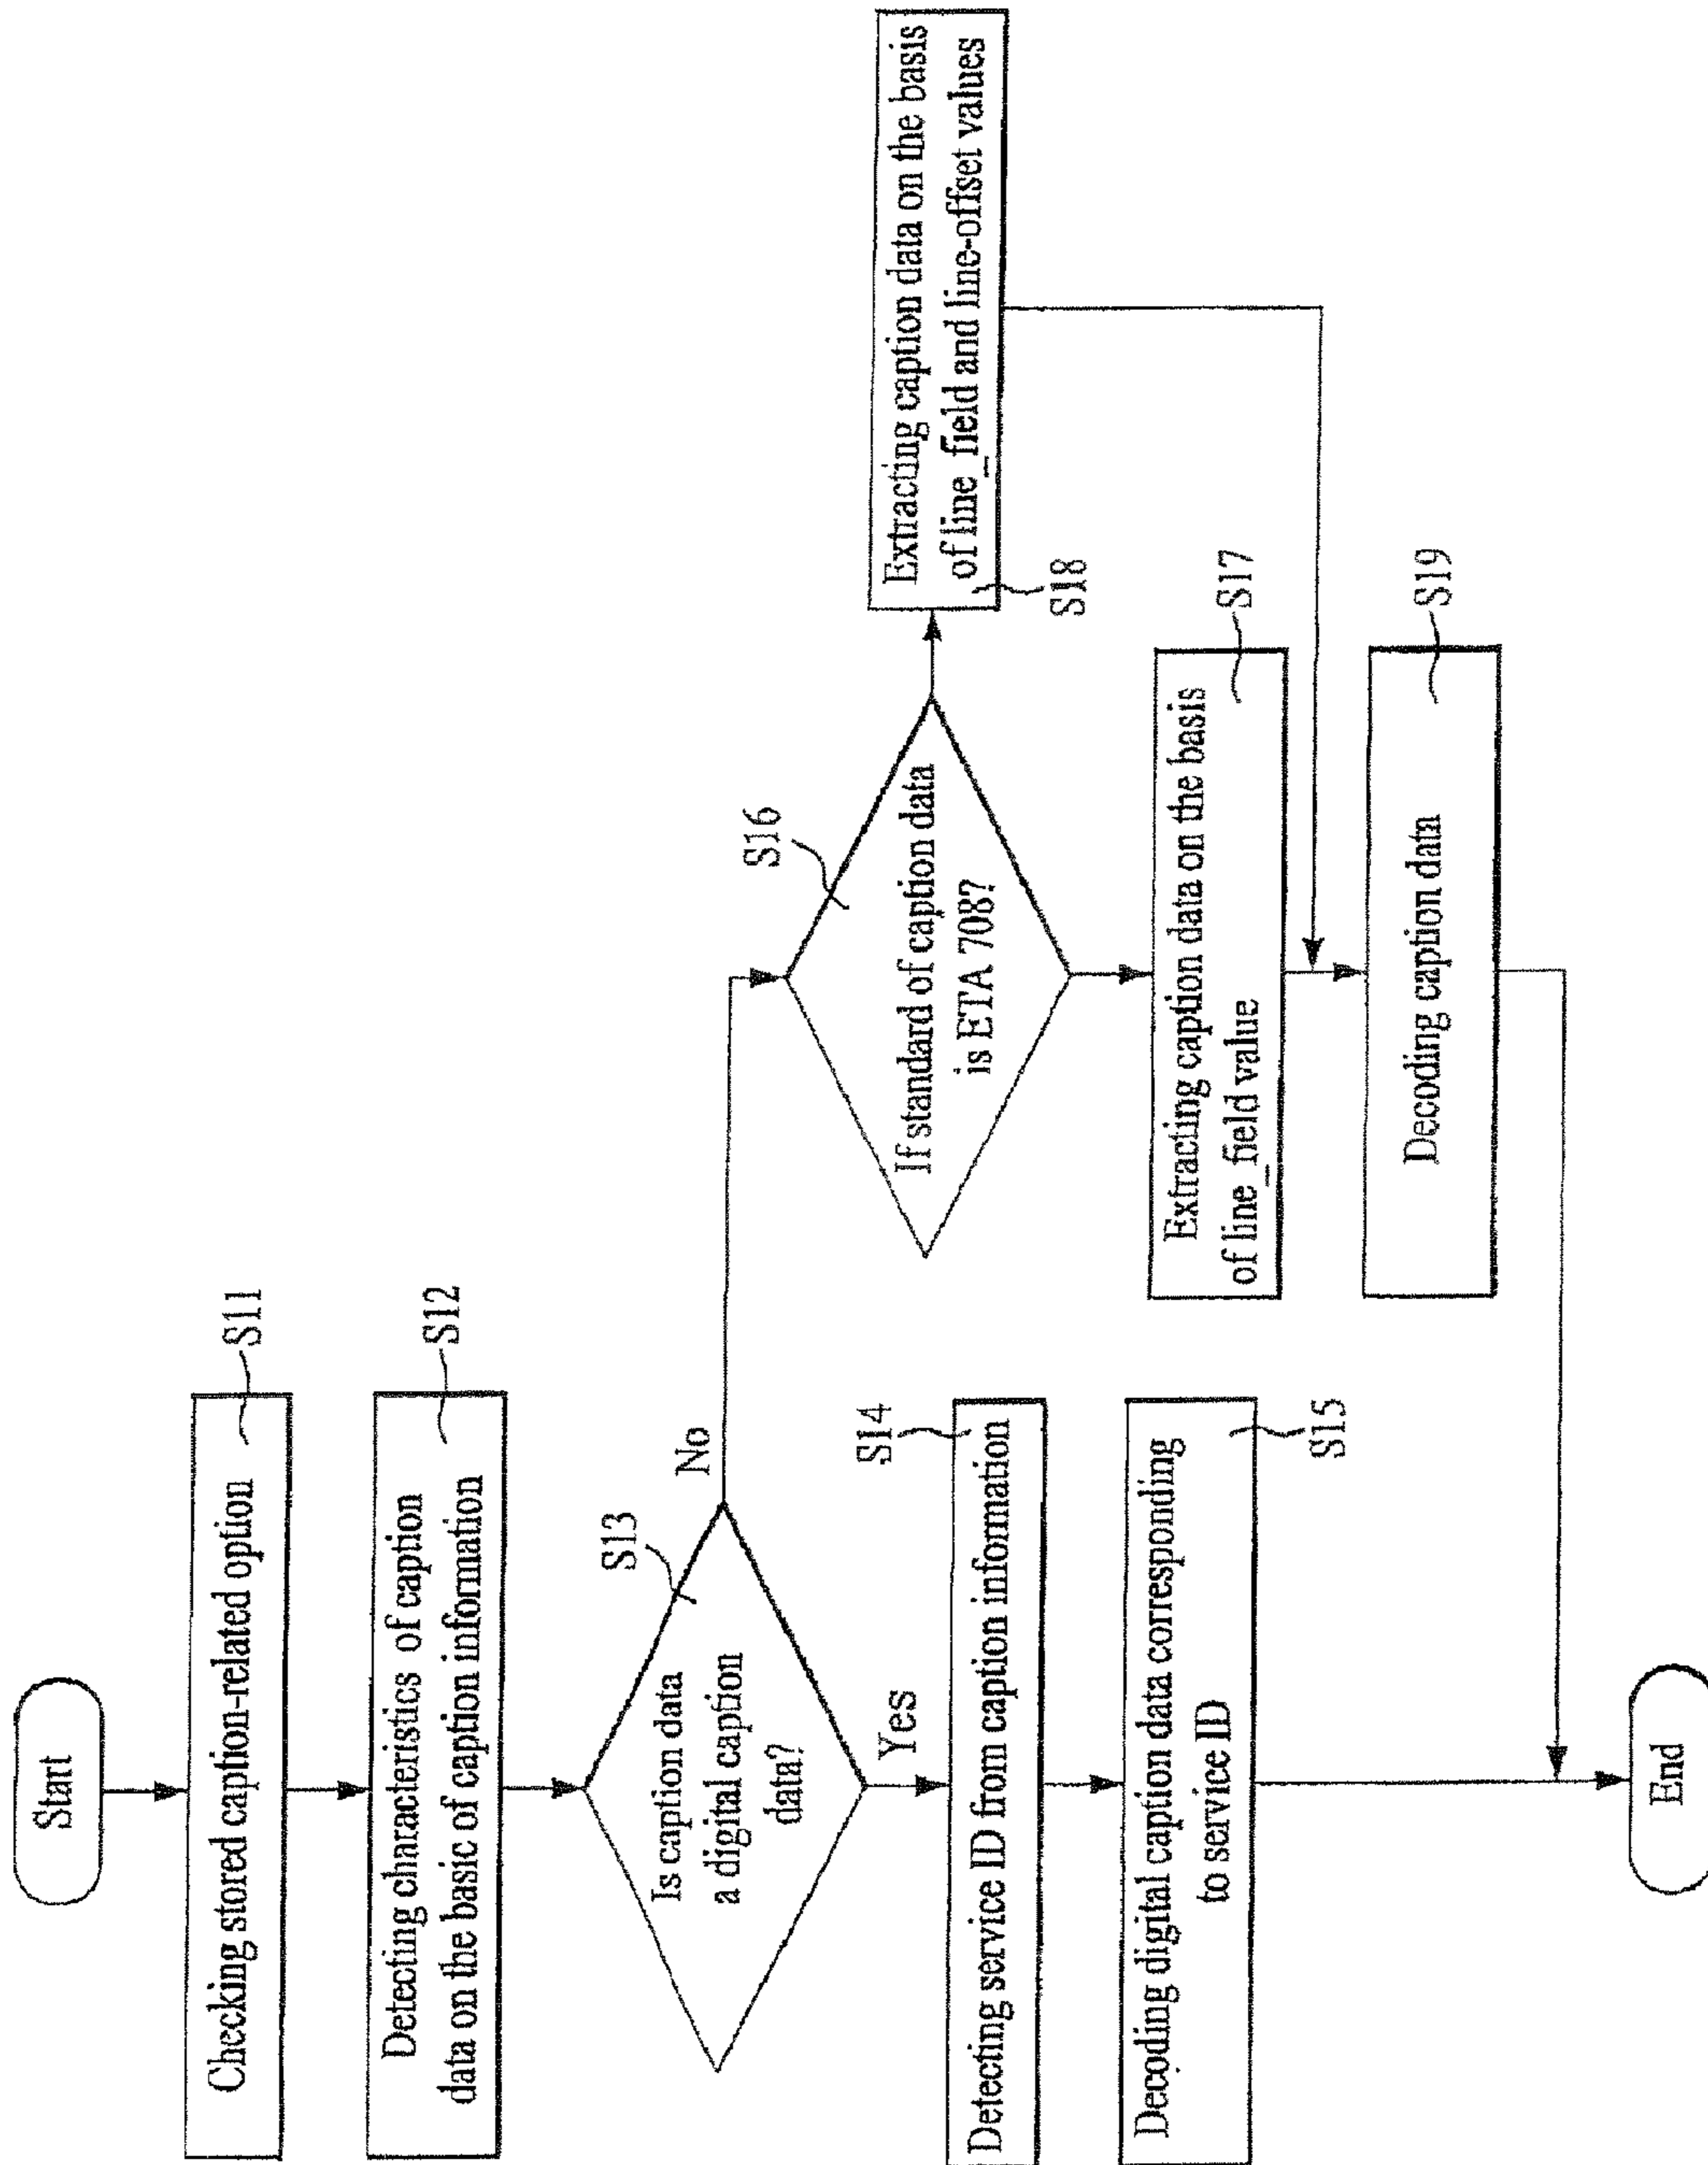 Start
Checking stored caption-related option
S11
Detecting characteristics of caption
data on the basic of caption information
S12
Is caption data
a digital caption
data?
S13
No
Yes
Detecting service ID from caption information
S14
Decoding digital caption data corresponding
to service ID
S15
If standard of caption data
is ETA 708?
S16
Extracting caption data on the basis
of line_field value
S17
Extracting caption data on the basis
of line_field and line-offset values
S18
Decoding caption data
S19
End